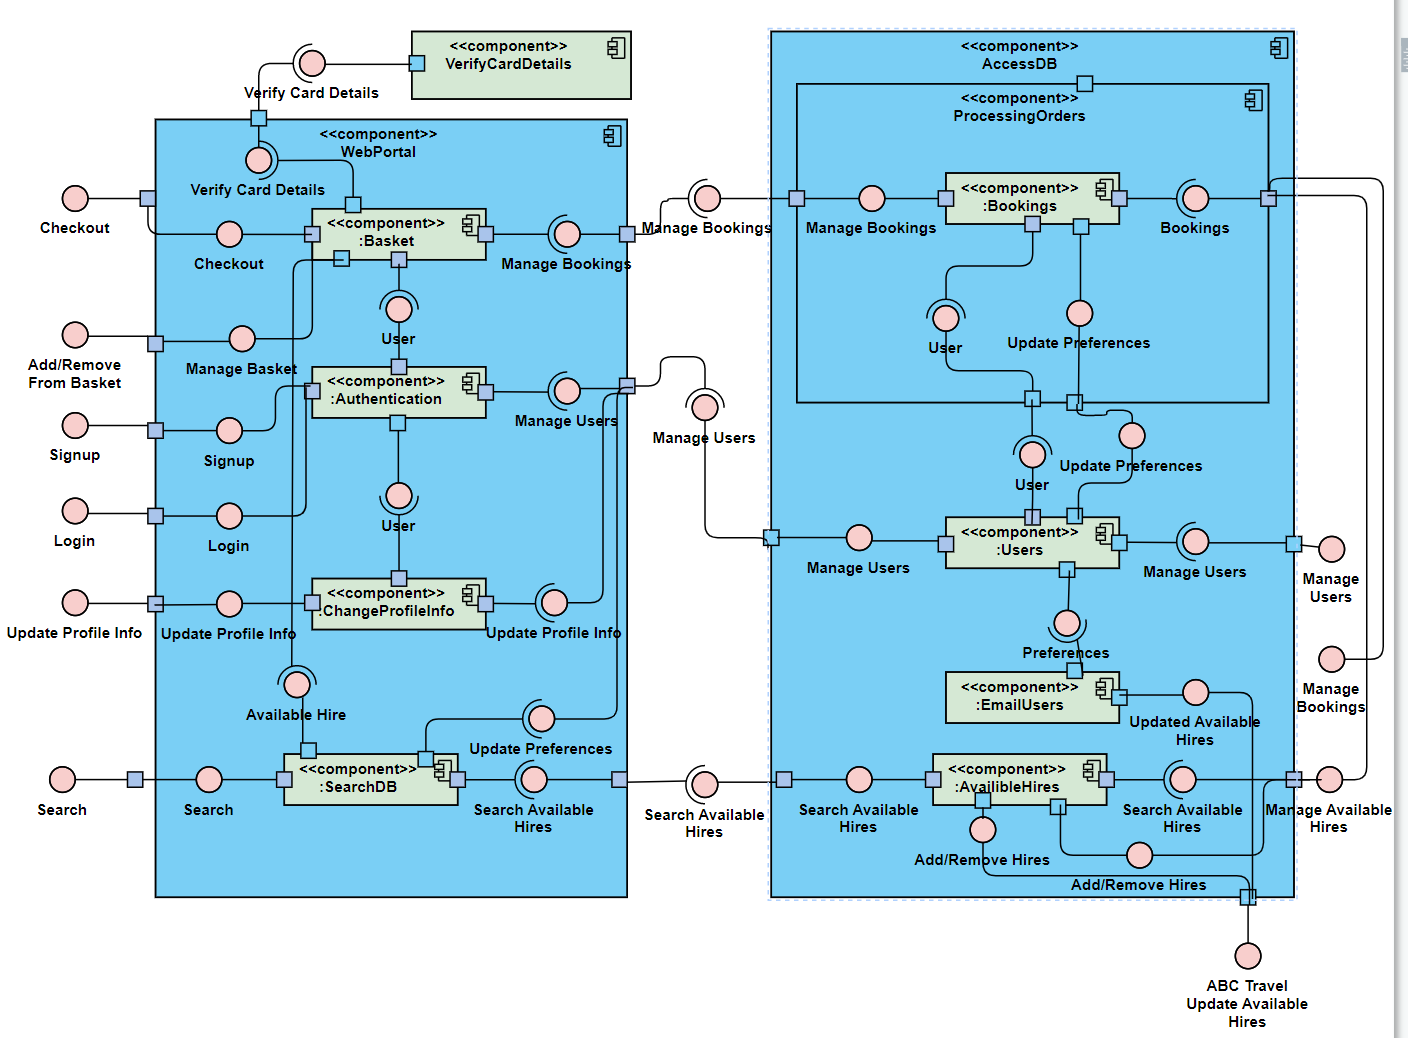 <<component>>
VerifyCardDetails
Verify Card Details
<<component>>
AccessDB
<<component>>
ProcessingOrders
<<component>>
WebPortal
Verify Card Details
Checkout
<<component>>
:Basket
Checkout
Manage Bookings
Manage Bookings
Manage Bookings
<<component>>
:Bookings
Bookings
User
User
Update Preferences
Add/Remove
From Basket
Manage Basket
<<component>>
:Authentication
Manage Users
Manage Users
Signup
Signup
User
Update Preferences
User
Login
Login
<<component>>
:Users
Manage Users
Manage Users
Manage
Users
<<component>>
:ChangeProfileInfo
Update Profile Info
Update Profile Info
Update Profile Info
Preferences
<<component>>
:EmailUsers
Updated Available
Hires
Manage
Bookings
Available Hire
Update Preferences
<<component>>
:SearchDB
Search
Search
Search Available
Hires
Search Available
Hires
Search Available
Hires
<<component>>
:AvailibleHires
Search Available
Hires
Manage Available
Hires
Add/Remove Hires
Add/Remove Hires
ABC Travel
Update Available
Hires